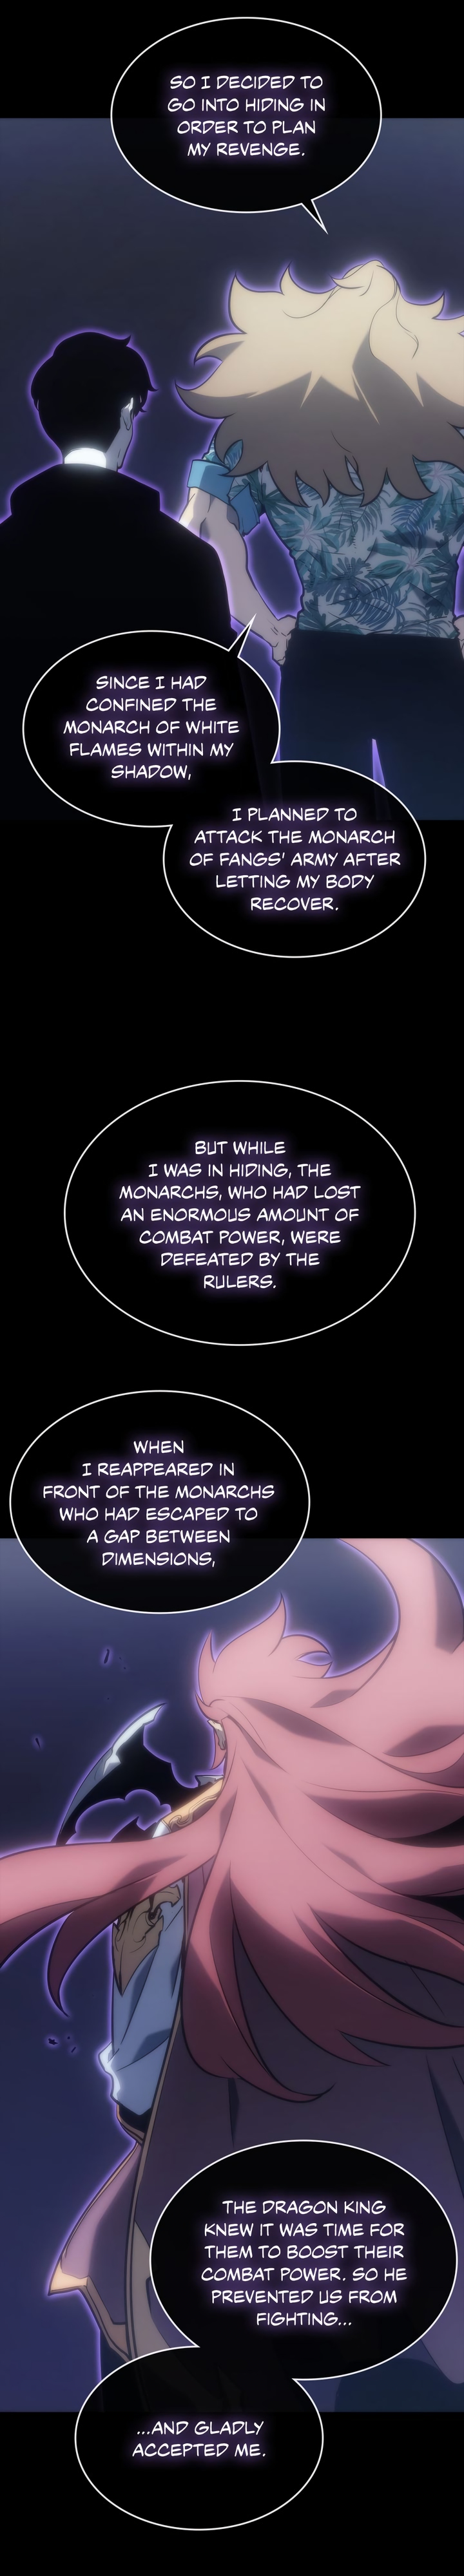 SO I DECIDED TO
GO INTO HIDING IN
ORDER TO PLAN
MY REVENGE.
SINCE I HAD
CONFINED THE
MONARCH OF WHITE
FLAMES WITHIN MY
SHADOW,
I PLANNED TO
ATTACK THE MONARCH
OF FANGS' ARMY AFTER
LETTING MY BODY
RECOVER.
BUT WHILE
I WAS IN HIDING, THE
MONARCHS, WHO HAD LOST
AN ENORMOUS AMOUNT OF
COMBAT POWER, WERE
DEFEATED BY THE
RULERS.
WHEN
I REAPPEARED IN
FRONT OF THE MONARCHS
WHO HAD ESCAPED TO
A GAP BETWEEN
DIMENSIONS,
THE DRAGON KING
KNEW IT WAS TIME FOR
THEM TO BOOST THEIR
COMBAT POWER. SO HE
PREVENTED US FROM
FIGHTING...
...AND GLADLY
ACCEPTED ME.